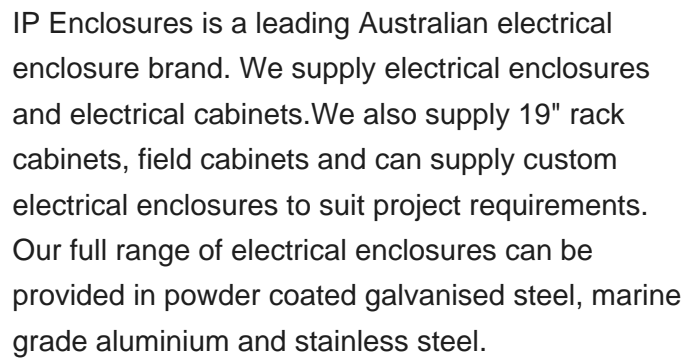 IP Enclosures is a leading Australian electrical
enclosure brand. We supply electrical enclosures
and electrical cabinets.We also supply 19" rack
cabinets, field cabinets and can supply custom
electrical enclosures to suit project requirements.
Our full range of electrical enclosures can be
provided in powder coated galvanised steel, marine
grade aluminium and stainless steel.